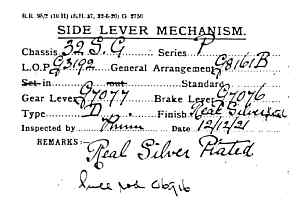 SIDE LEVER MECHANISM.
Chassis 32 S.G Series P
L.O.P. G3192 General Arrangement G8161B
Set in out Standard
Gear Lever G7077 Brake Lever G7076
Type D. Finish Real Silver
Inspected by Date 12/12/21
REMARKS:—
Real Silver Plated